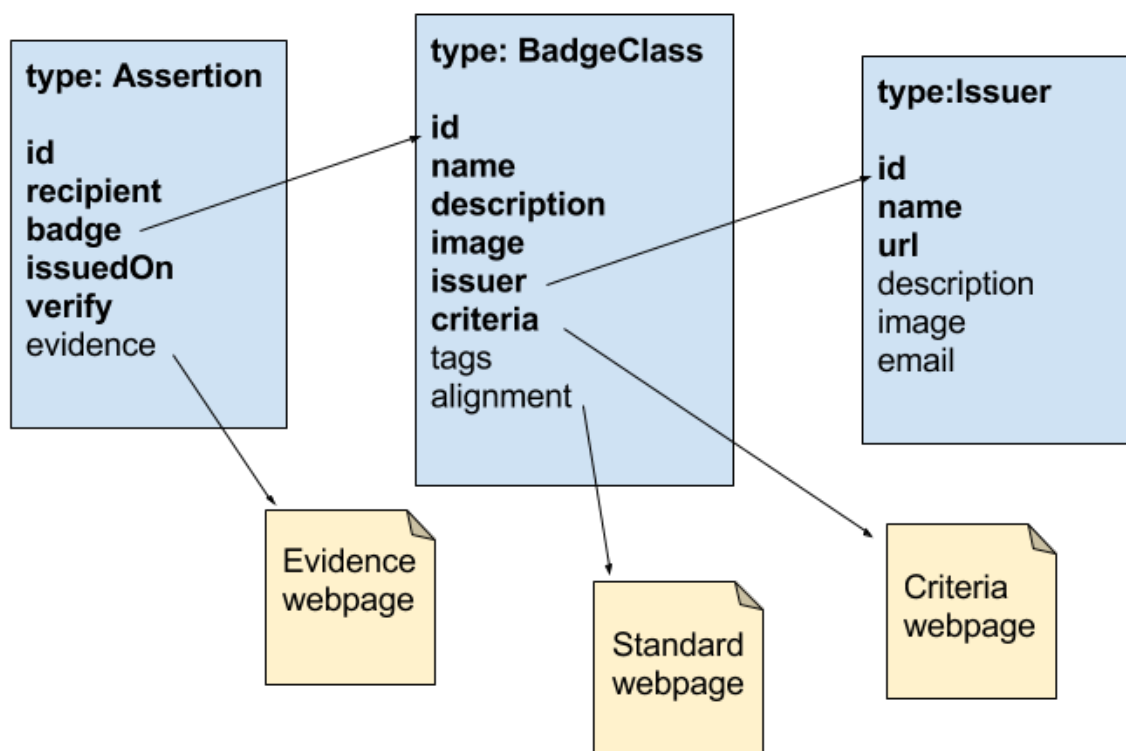 type: Assertion
id
recipient
badge
issuedOn
verify
evidence
type: BadgeClass
id
name
description
image
issuer
criteria
tags
alignment
type:Issuer
id
name
url
description
image
email
Evidence
webpage
Standard
webpage
Criteria
webpage